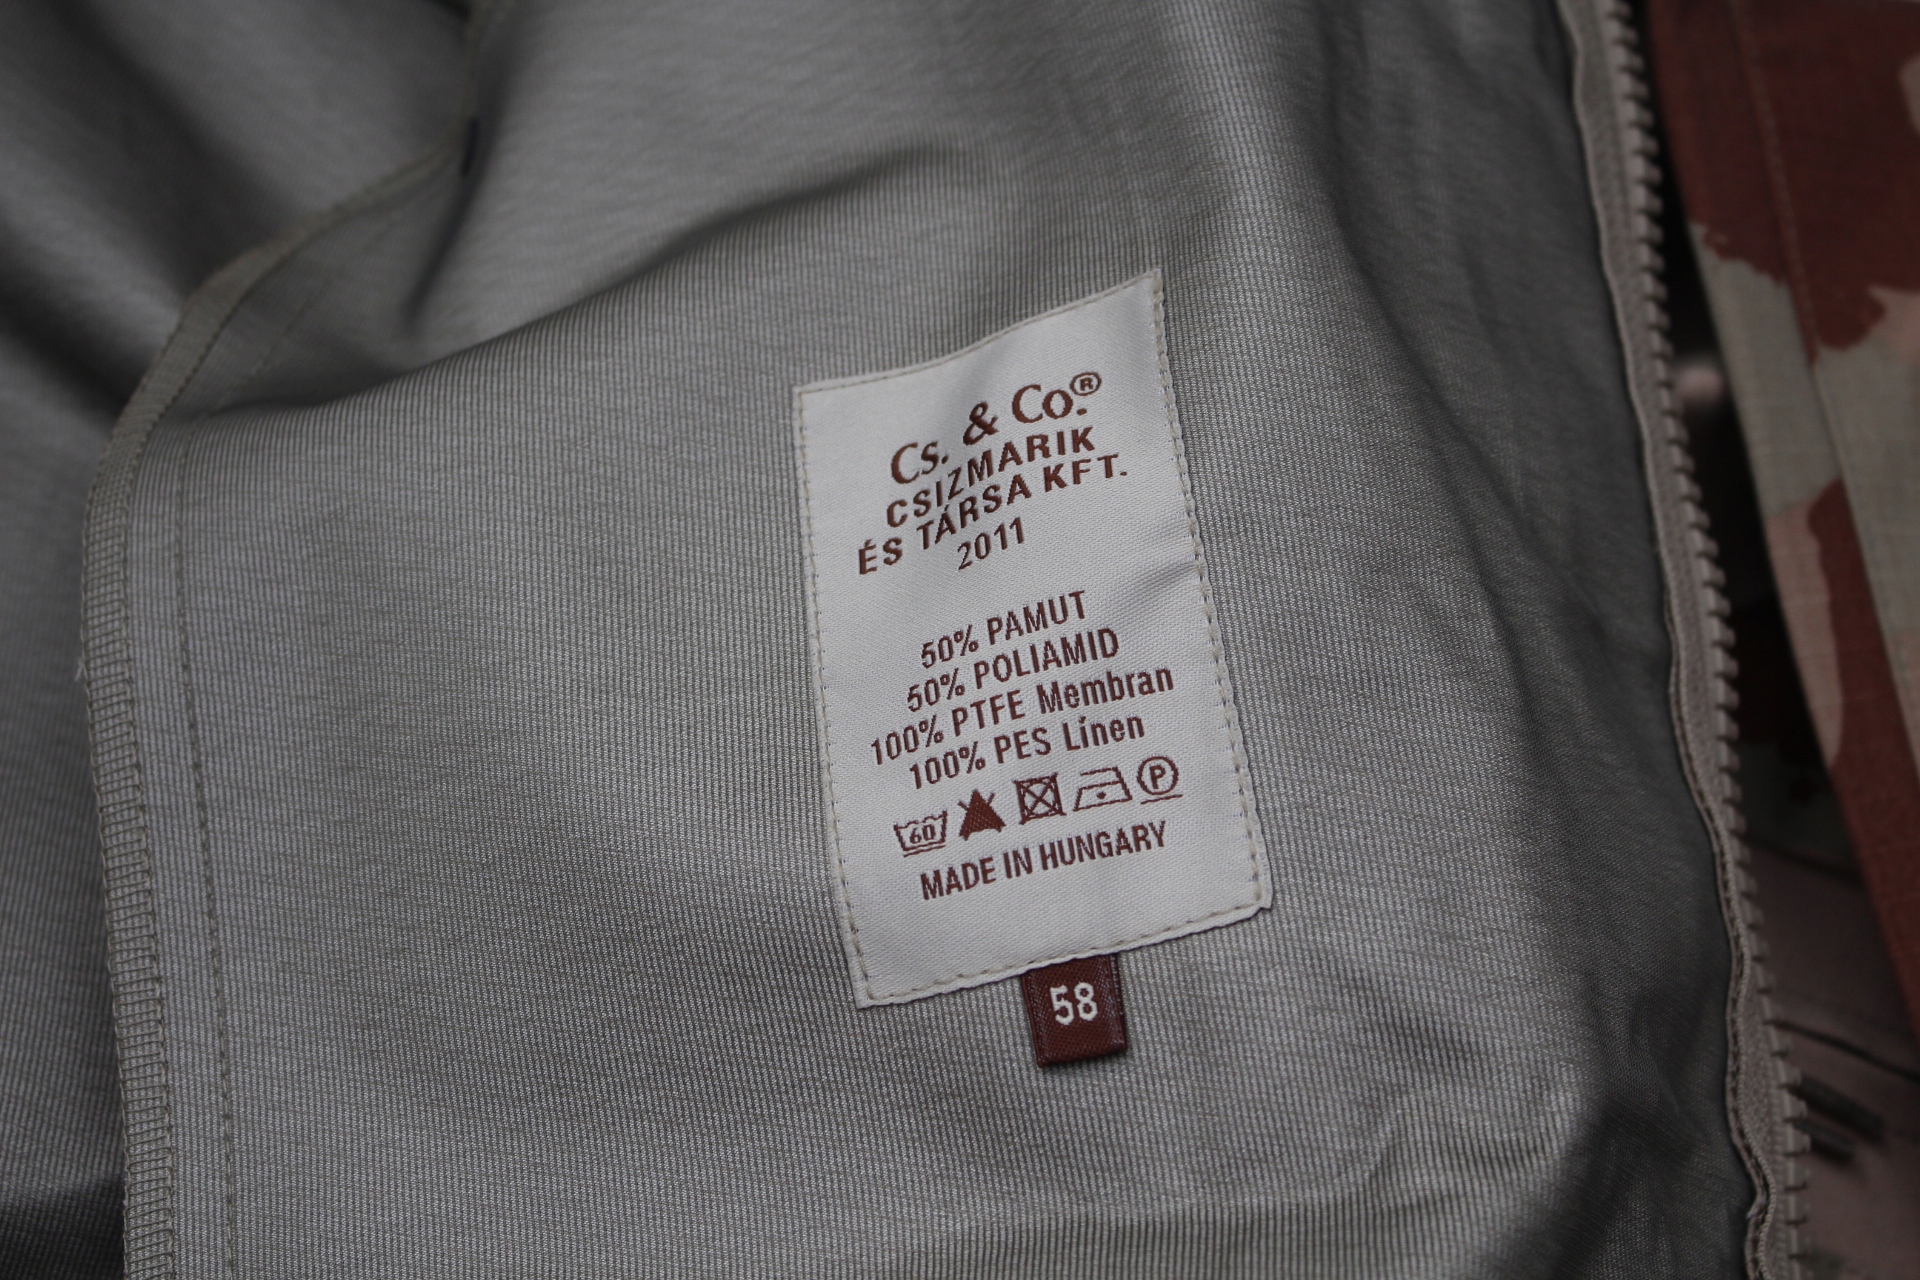 Cs. & Co.®
CSIZMARIK
ÉS TÁRSA KFT.
2011
50% PAMUT
50% POLIAMID
100% PTFE Membran
100% PES Línen
60 P
MADE IN HUNGARY
58